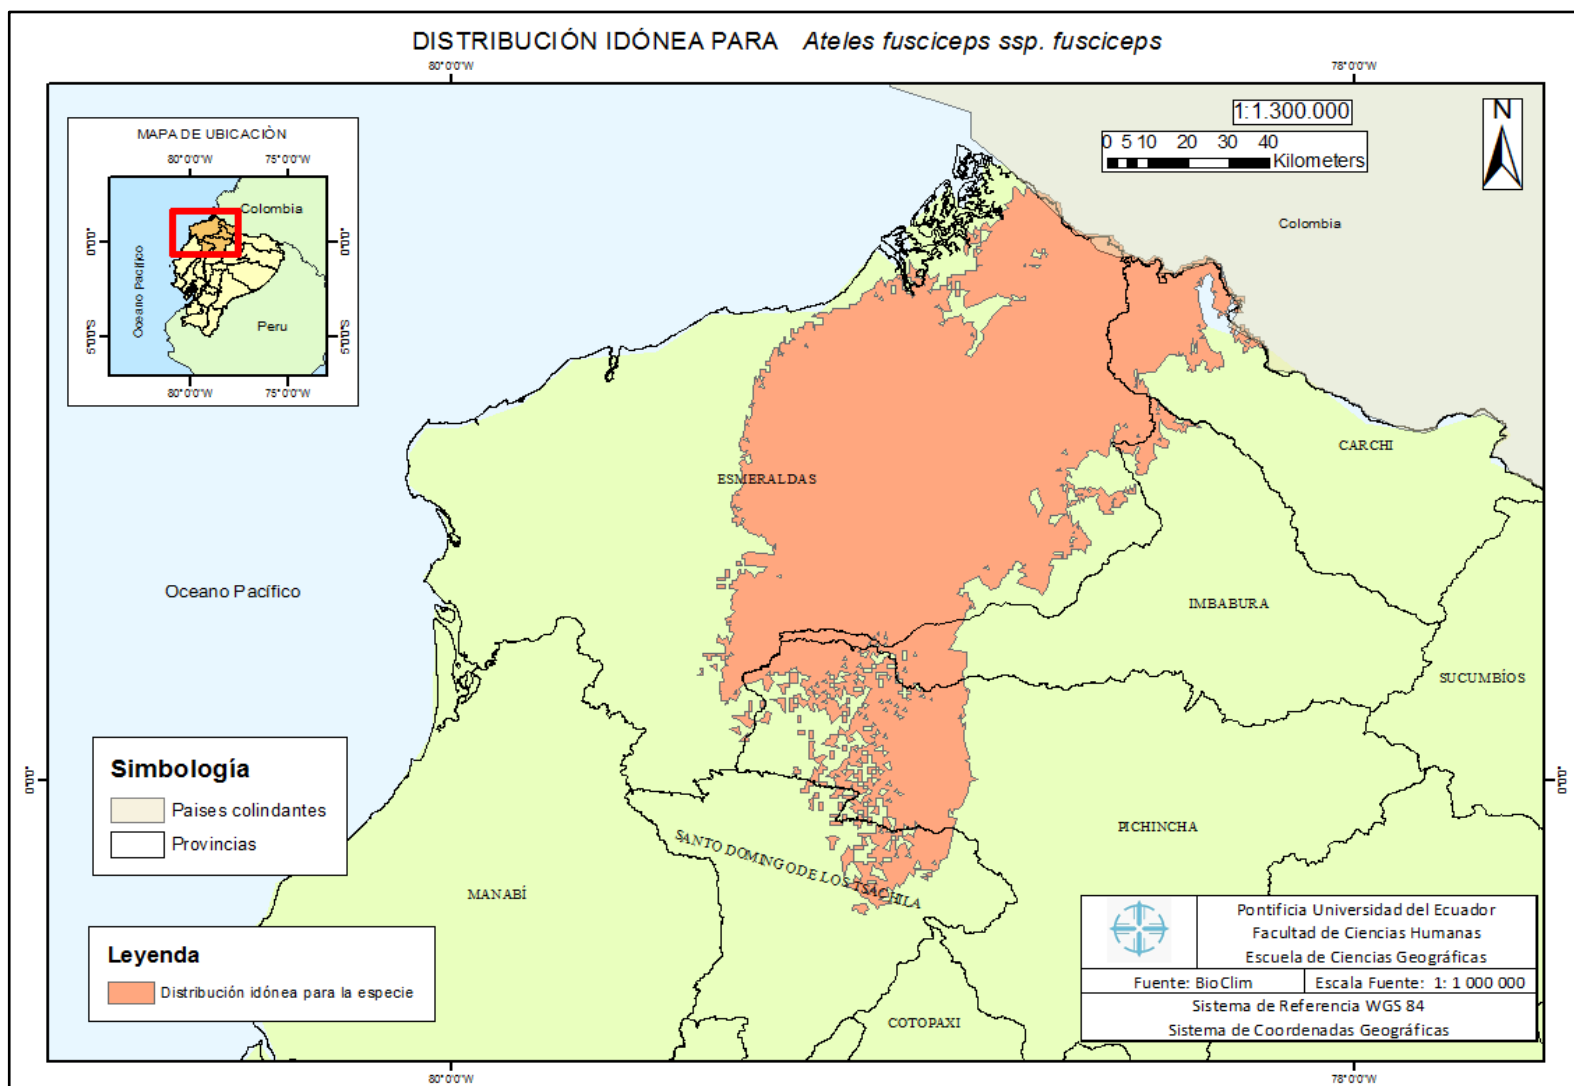 DISTRIBUCIÓN IDÓNEA PARA Ateles fusciceps ssp. fusciceps
80°0'0"W
78°0'0"W
MAPA DE UBICACIÒN
80°0'0"W
75°0'0"W
Colombia
0°0'0"
0°0'0"
Oceano Pacífico
Peru
5°0'0"S
5°0'0"S
80°0'0"W
75°0'0"W
1:1.300.000
0 5 10 20 30 40
Kilometers
N
Colombia
CARCHI
ESMERALDAS
Oceano Pacífico
IMBABURA
SUCUMBÍOS
0°0'0"
0°0'0"
PICHINCHA
SANTO DOMINGO DE LOS TSACHILA
MANABÍ
COTOPAXI
Simbología
Paises colindantes
Provincias
Leyenda
Distribución idónea para la especie
Pontificia Universidad del Ecuador
Facultad de Ciencias Humanas
Escuela de Ciencias Geográficas
Fuente: BioClim
Escala Fuente: 1: 1 000 000
Sistema de Referencia WGS 84
Sistema de Coordenadas Geográficas
80°0'0"W
78°0'0"W